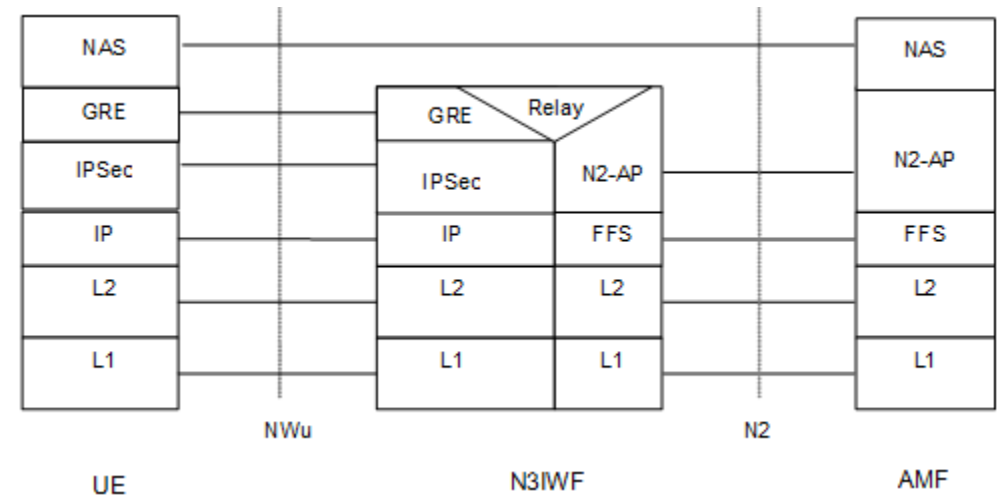 NAS
NAS
GRE
GRE
Relay
IPSec
IPSec
N2-AP
N2-AP
IP
IP
FFS
FFS
L2
L2
L2
L2
L1
L1
L1
L1
NWu
N2
UE
N3IWF
AMF